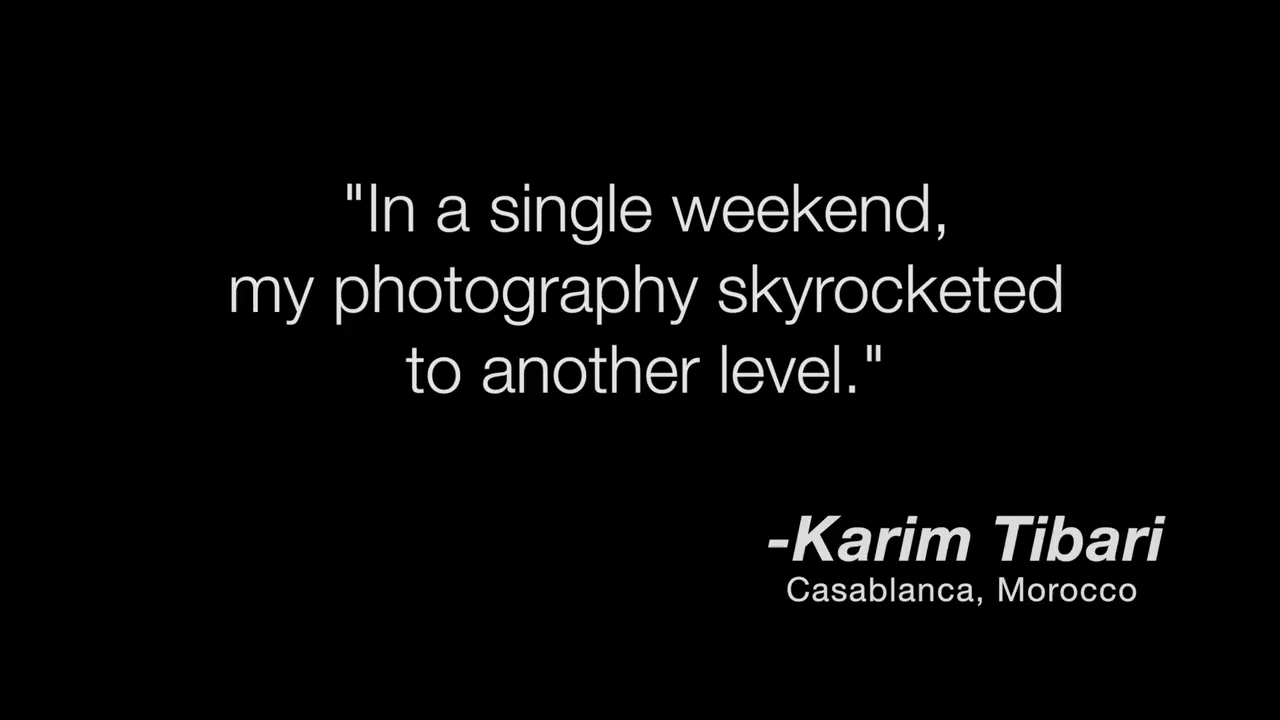 "In a single weekend,
my photography skyrocketed
to another level."
-Karim Tibari
Casablanca, Morocco